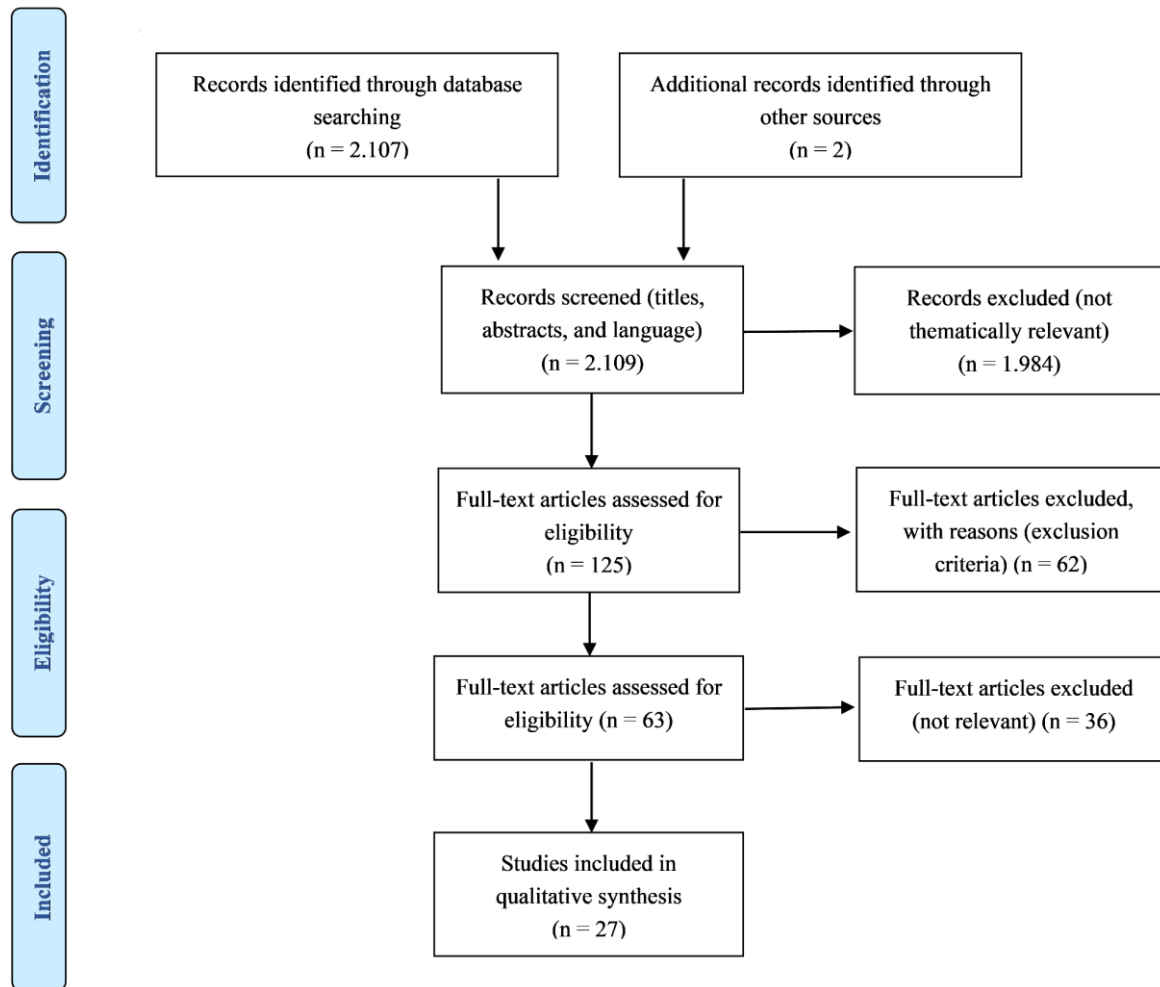 Identification
Records identified through database
searching
(n = 2.107)
Additional records identified through
other sources
(n = 2)
Screening
Records screened (titles,
abstracts, and language)
(n = 2.109)
Records excluded (not
thematically relevant)
(n = 1.984)
Eligibility
Full-text articles assessed for
eligibility
(n = 125)
Full-text articles excluded,
with reasons (exclusion
criteria) (n = 62)
Full-text articles assessed for
eligibility (n = 63)
Full-text articles excluded
(not relevant) (n = 36)
Included
Studies included in
qualitative synthesis
(n = 27)